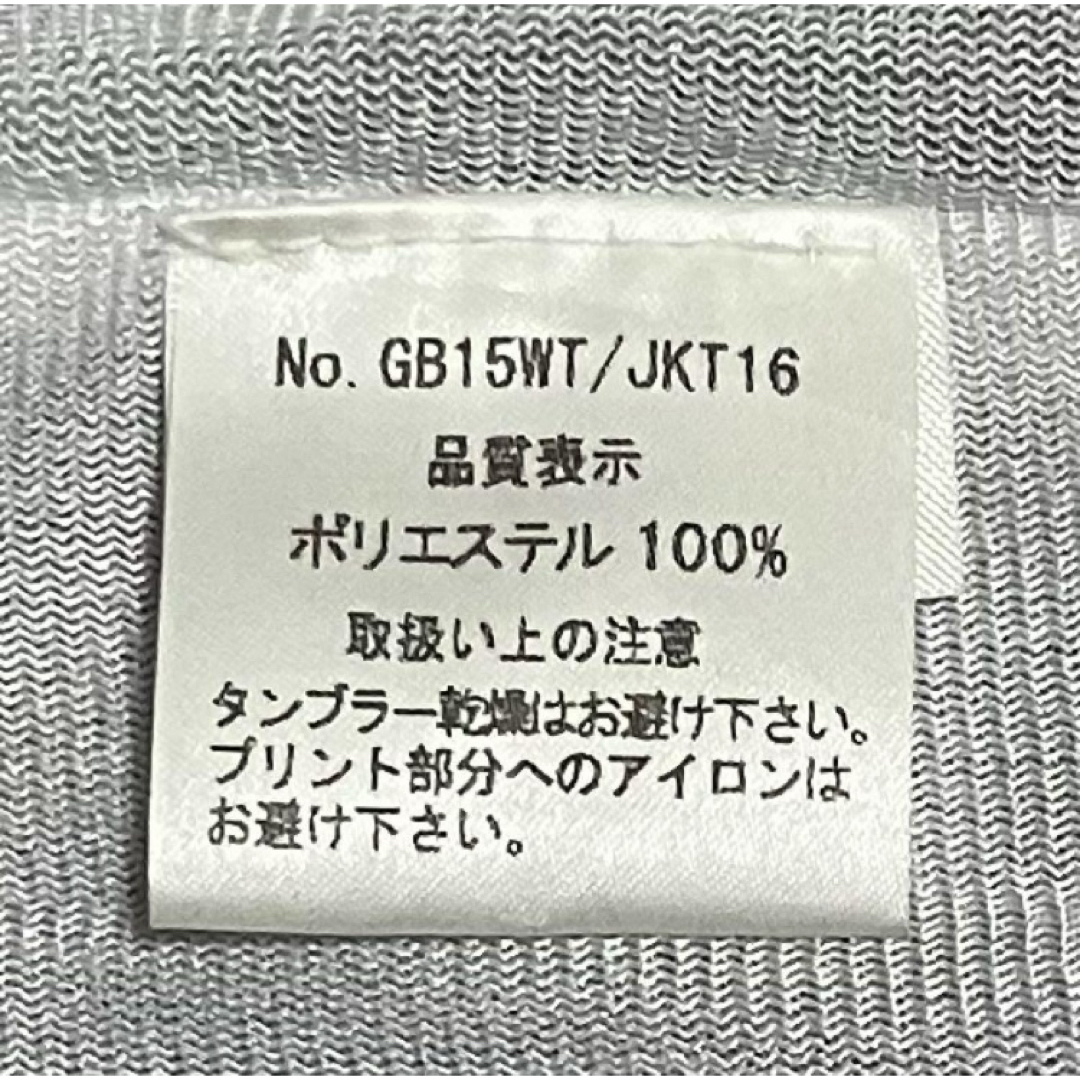 No. GB15WT/JKT16
品質表示
ポリエステル 100%
取扱い上の注意
タンブラー乾燥はお避け下さい。
プリント部分へのアイロンは
お避け下さい。